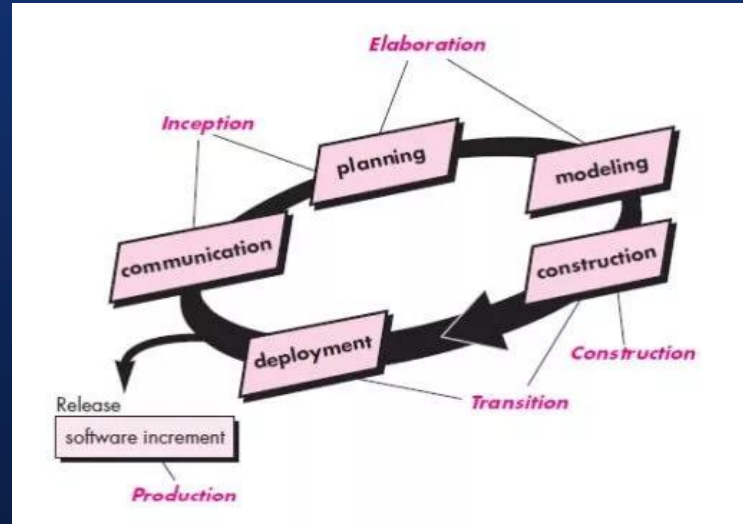 Elaboration
Inception
planning
modeling
communication
construction
deployment
Construction
Transition
Release
software increment
Production